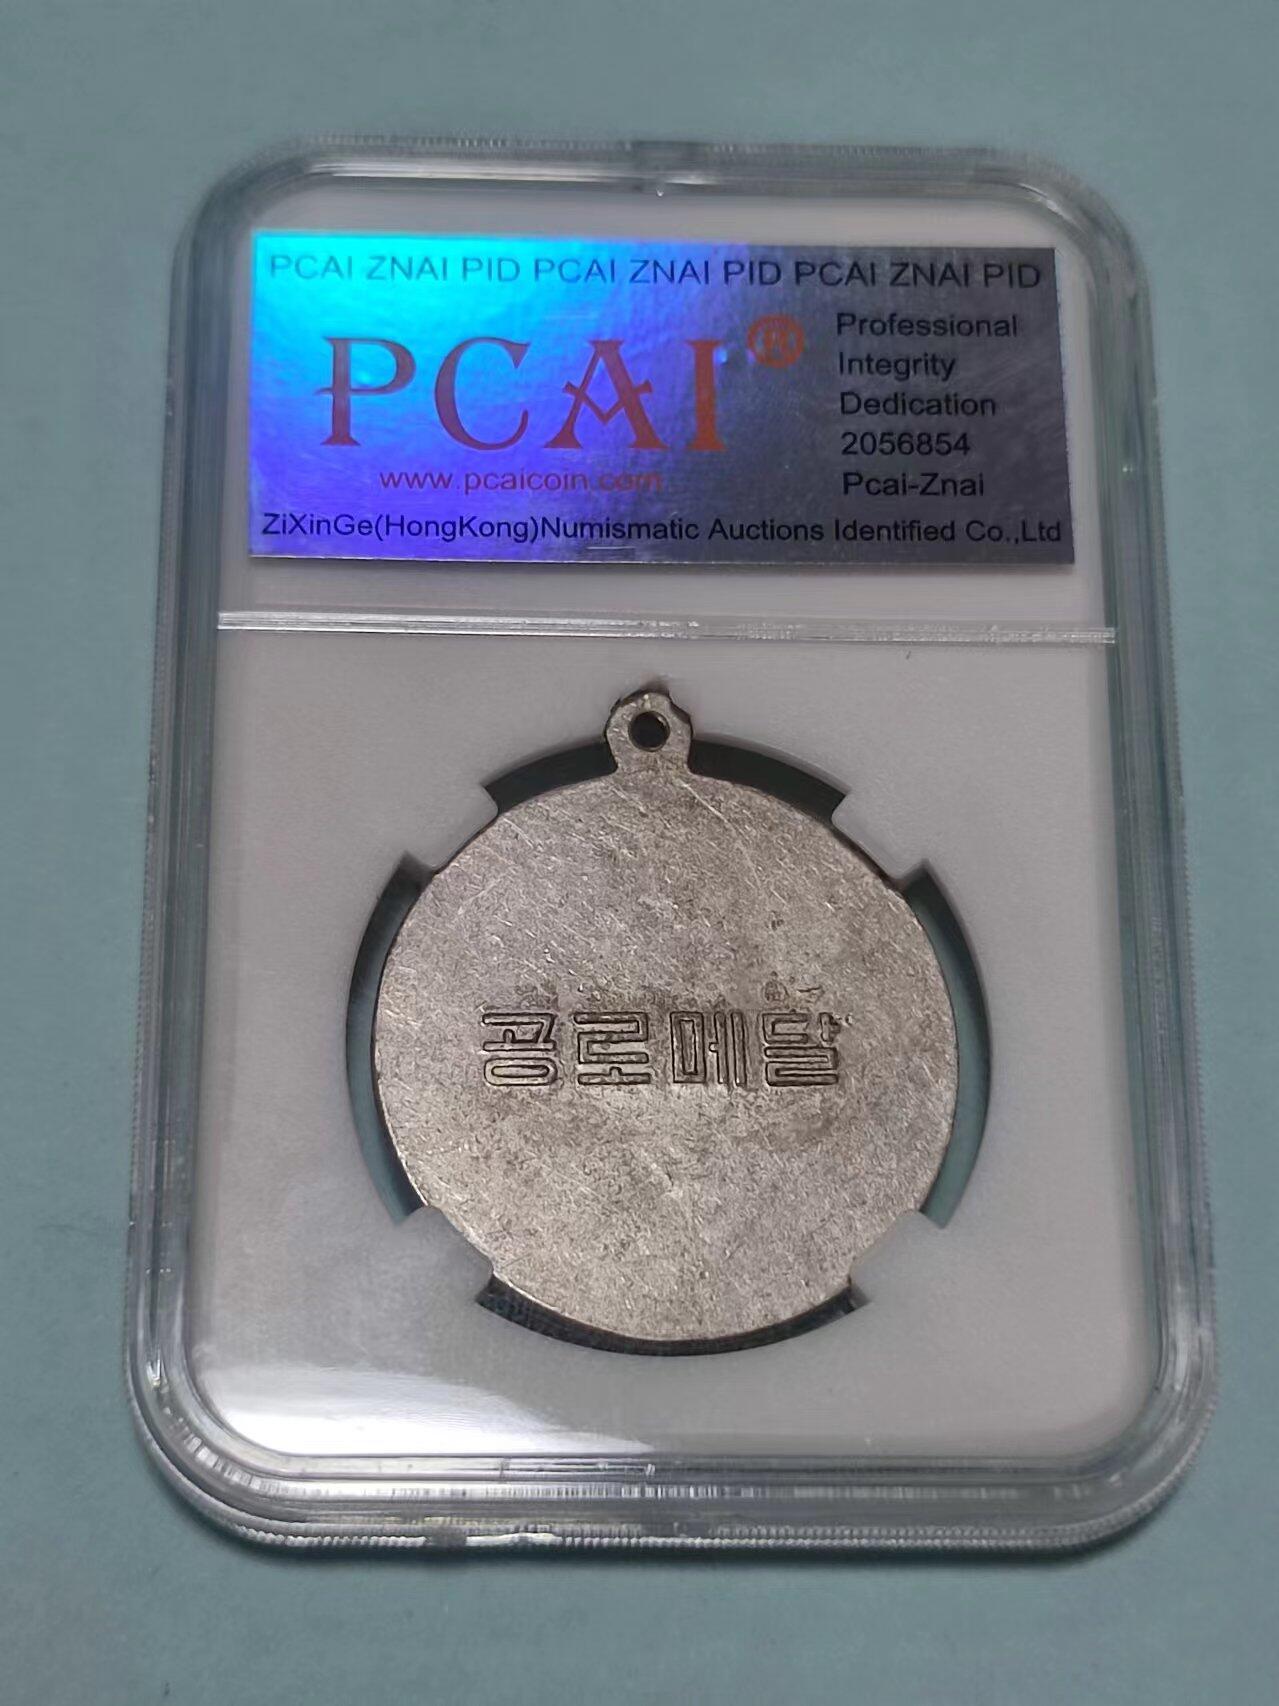 PCAI ZNAI PID PCAI ZNAI PID PCAI ZNAI PID
PCAI®
www.pcaicoin.com
Professional
Integrity
Dedication
2056854
Pcai-Znai
ZiXinGe(HongKong)Numismatic Auctions Identified Co.,Ltd
공로메달